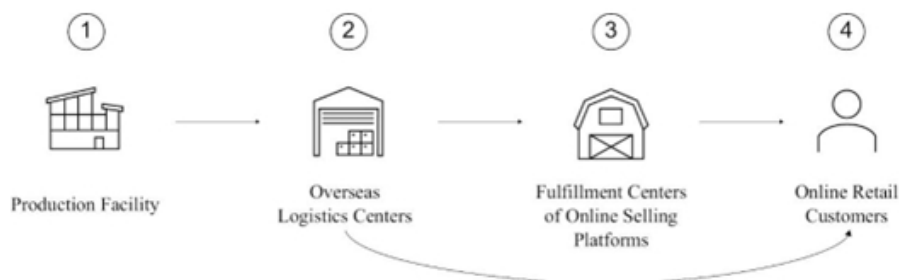 1
2
3
4
Production Facility
Overseas
Logistics Centers
Fulfillment Centers
of Online Selling
Platforms
Online Retail
Customers